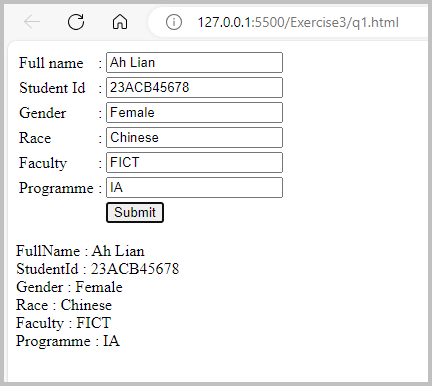 127.0.0.1:5500/Exercise3/q1.html
Full name : Ah Lian
Student Id : 23ACB45678
Gender : Female
Race : Chinese
Faculty : FICT
Programme : IA
Submit
FullName : Ah Lian
StudentId : 23ACB45678
Gender : Female
Race : Chinese
Faculty : FICT
Programme : IA